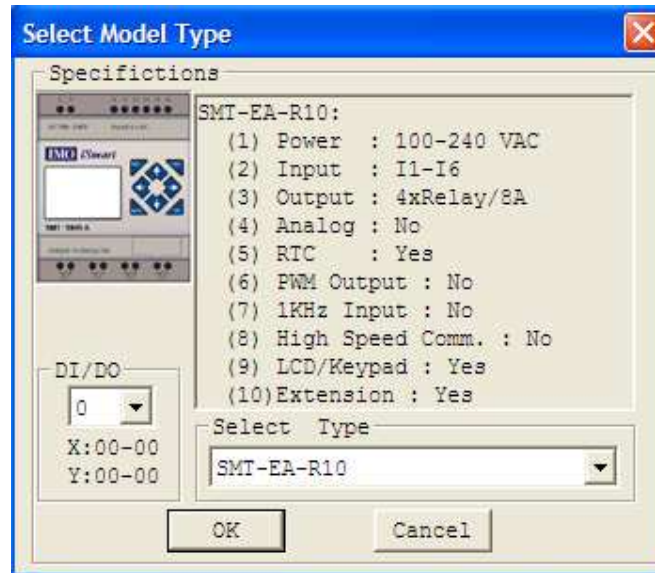 Select Model Type
Specifictions
IMO iSmart
SMT-EA-R10:
(1) Power : 100-240 VAC
(2) Input : I1-I6
(3) Output : 4xRelay/8A
(4) Analog : No
(5) RTC : Yes
(6) PWM Output : No
(7) 1KHz Input : No
(8) High Speed Comm. : No
(9) LCD/Keypad : Yes
(10)Extension : Yes
DI/DO
0
X:00-00
Y:00-00
Select Type
SMT-EA-R10
OK
Cancel